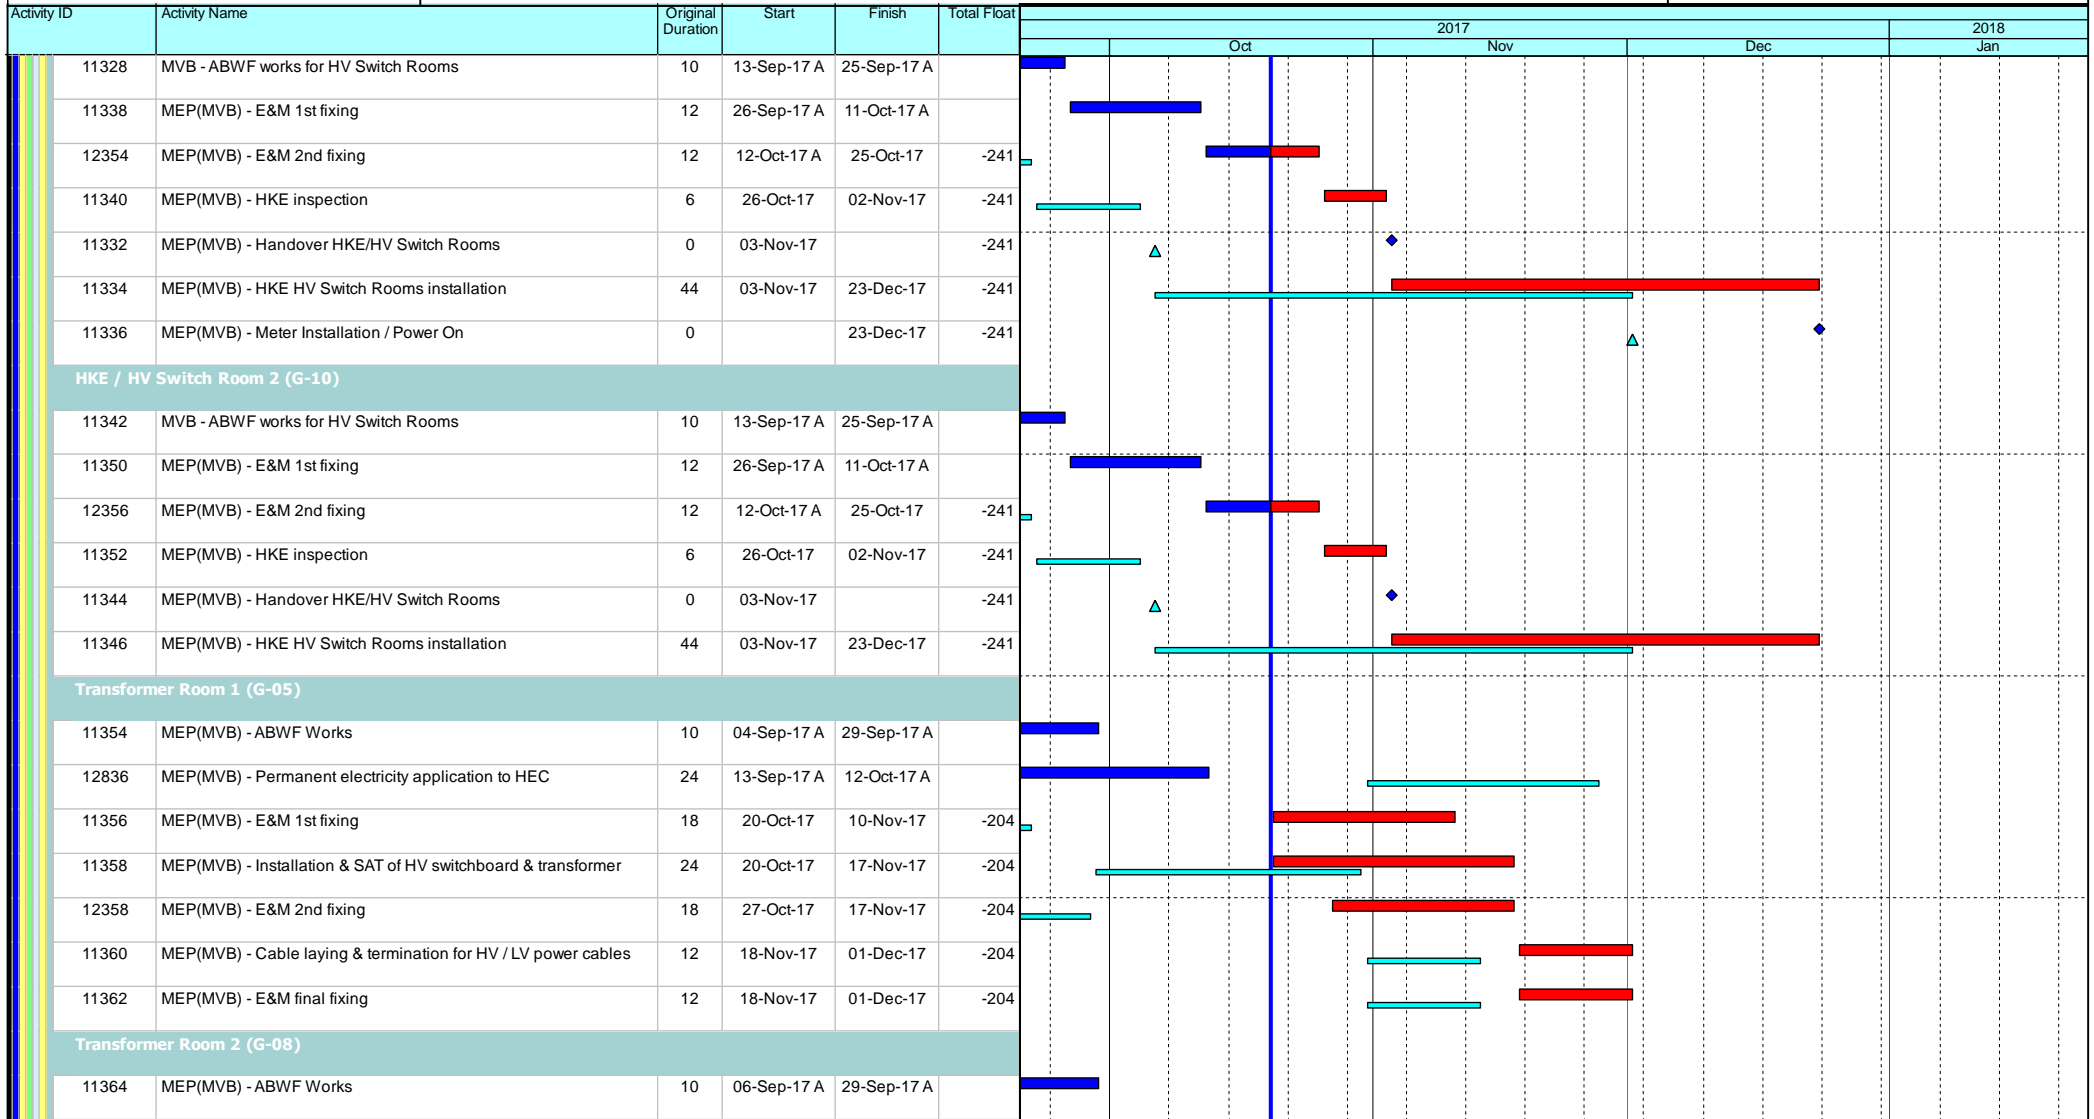 Activity ID Activity Name Original Duration Start Finish Total Float
2017 2018
Oct Nov Dec Jan
11328 MVB - ABWF works for HV Switch Rooms 10 13-Sep-17 A 25-Sep-17 A
11338 MEP(MVB) - E&M 1st fixing 12 26-Sep-17 A 11-Oct-17 A
12354 MEP(MVB) - E&M 2nd fixing 12 12-Oct-17 A 25-Oct-17 -241
11340 MEP(MVB) - HKE inspection 6 26-Oct-17 02-Nov-17 -241
11332 MEP(MVB) - Handover HKE/HV Switch Rooms 0 03-Nov-17 -241
11334 MEP(MVB) - HKE HV Switch Rooms installation 44 03-Nov-17 23-Dec-17 -241
11336 MEP(MVB) - Meter Installation / Power On 0 23-Dec-17 -241
HKE / HV Switch Room 2 (G-10)
11342 MVB - ABWF works for HV Switch Rooms 10 13-Sep-17 A 25-Sep-17 A
11350 MEP(MVB) - E&M 1st fixing 12 26-Sep-17 A 11-Oct-17 A
12356 MEP(MVB) - E&M 2nd fixing 12 12-Oct-17 A 25-Oct-17 -241
11352 MEP(MVB) - HKE inspection 6 26-Oct-17 02-Nov-17 -241
11344 MEP(MVB) - Handover HKE/HV Switch Rooms 0 03-Nov-17 -241
11346 MEP(MVB) - HKE HV Switch Rooms installation 44 03-Nov-17 23-Dec-17 -241
Transformer Room 1 (G-05)
11354 MEP(MVB) - ABWF Works 10 04-Sep-17 A 29-Sep-17 A
12836 MEP(MVB) - Permanent electricity application to HEC 24 13-Sep-17 A 12-Oct-17 A
11356 MEP(MVB) - E&M 1st fixing 18 20-Oct-17 10-Nov-17 -204
11358 MEP(MVB) - Installation & SAT of HV switchboard & transformer 24 20-Oct-17 17-Nov-17 -204
12358 MEP(MVB) - E&M 2nd fixing 18 27-Oct-17 17-Nov-17 -204
11360 MEP(MVB) - Cable laying & termination for HV / LV power cables 12 18-Nov-17 01-Dec-17 -204
11362 MEP(MVB) - E&M final fixing 12 18-Nov-17 01-Dec-17 -204
Transformer Room 2 (G-08)
11364 MEP(MVB) - ABWF Works 10 06-Sep-17 A 29-Sep-17 A